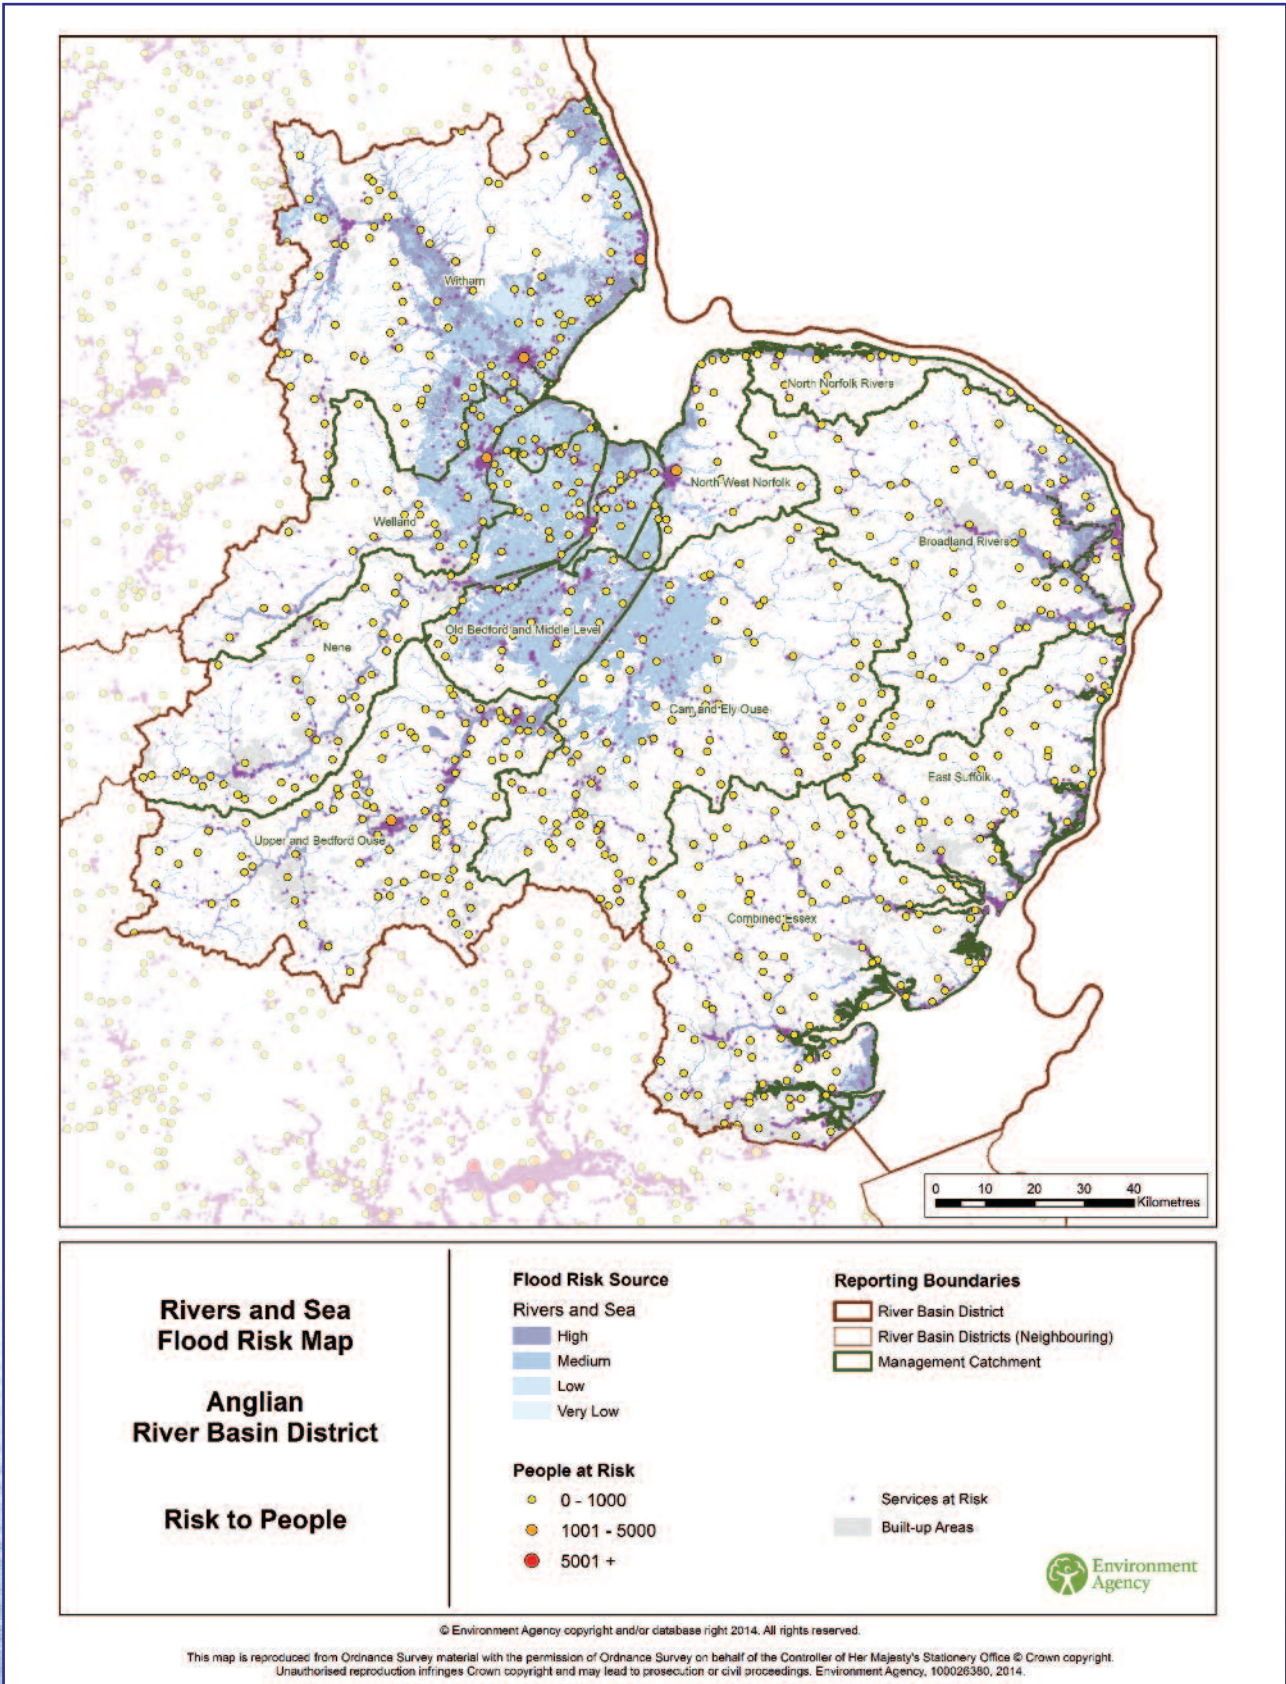 Witham
North Norfolk Rivers
North West Norfolk
Welland
Broadland Rivers
Old Bedford and Middle Level
Nene
Cam and Ely Ouse
East Suffolk
Upper and Bedford Ouse
Combined Essex
0 10 20 30 40
Kilometres
Rivers and Sea
Flood Risk Map
Anglian
River Basin District
Risk to People
Flood Risk Source
Rivers and Sea
High
Medium
Low
Very Low
People at Risk
0 - 1000
1001 - 5000
5001 +
Reporting Boundaries
River Basin District
River Basin Districts (Neighbouring)
Management Catchment
Services at Risk
Built-up Areas
Environment
Agency
© Environment Agency copyright and/or database right 2014. All rights reserved.
This map is reproduced from Ordnance Survey material with the permission of Ordnance Survey on behalf of the Controller of Her Majesty's Stationery Office © Crown copyright.
Unauthorised reproduction infringes Crown copyright and may lead to prosecution or civil proceedings. Environment Agency, 100026380, 2014.